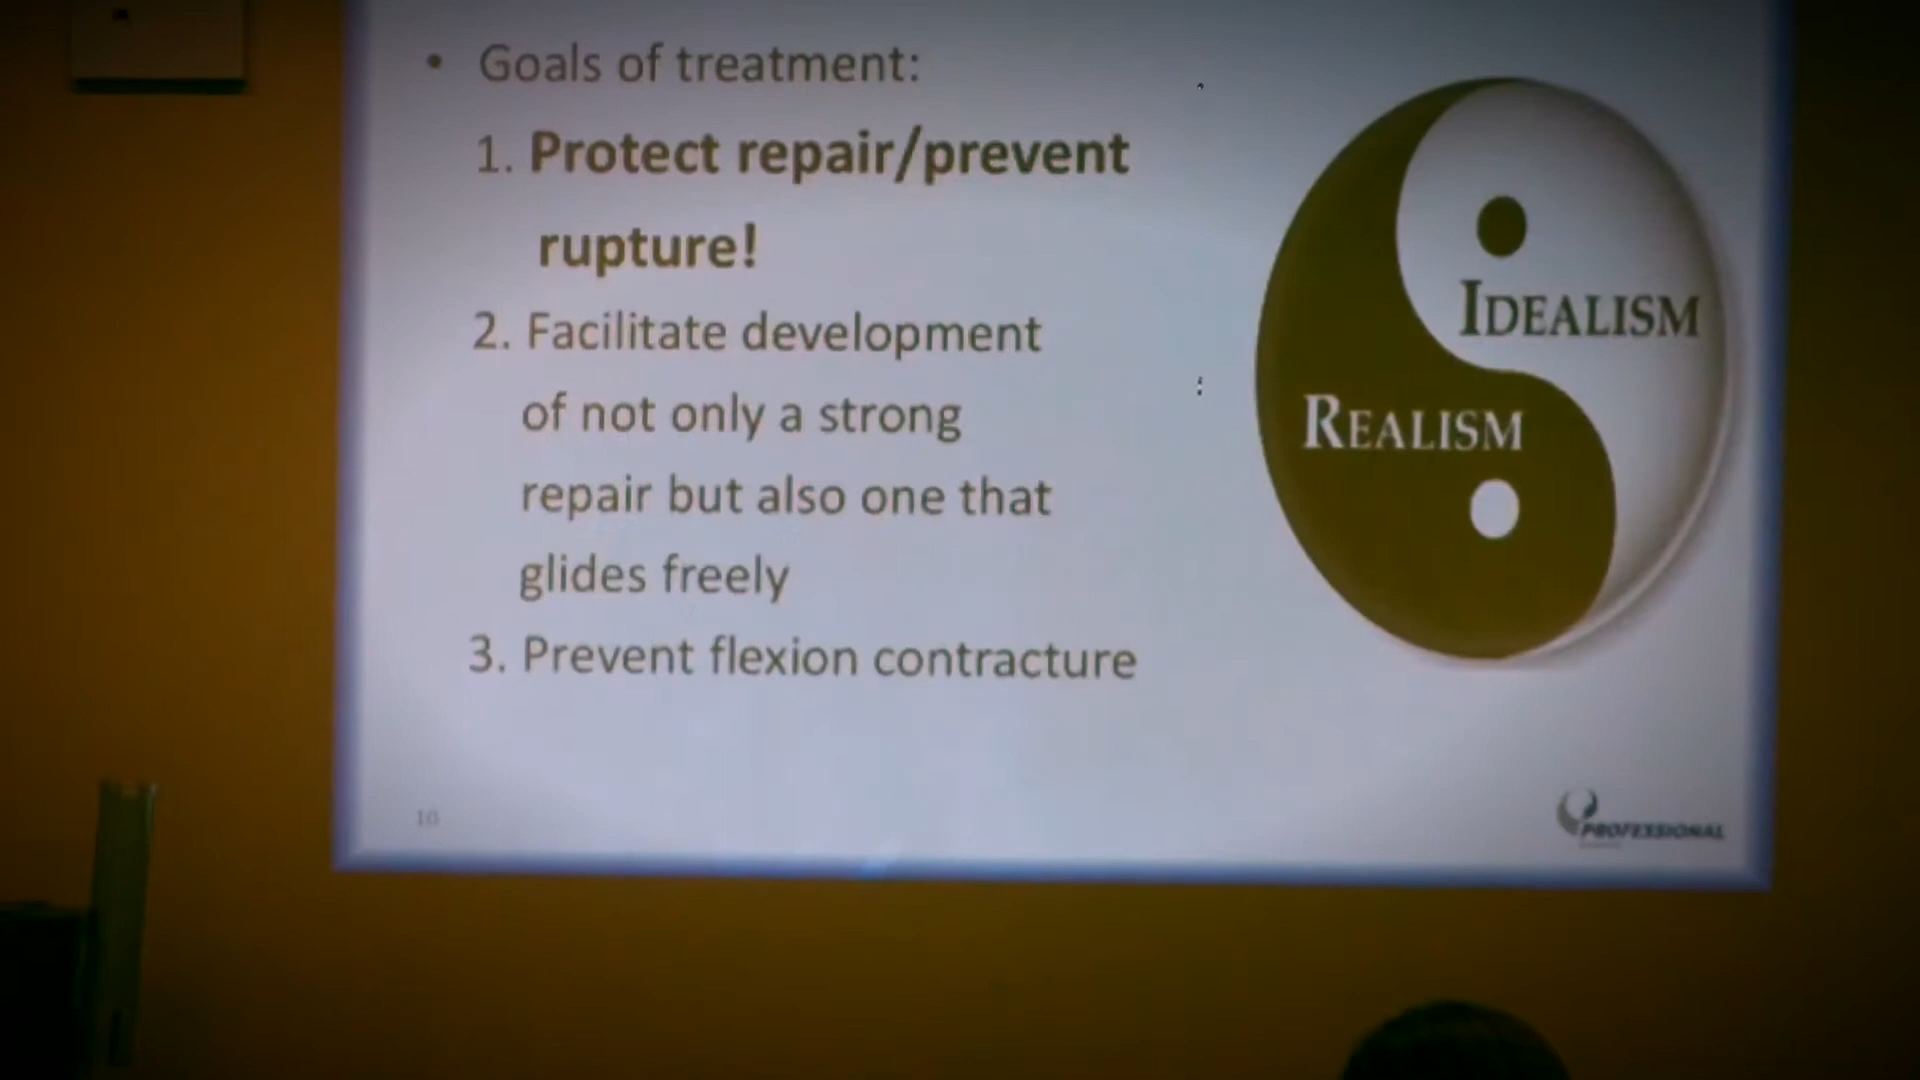 • Goals of treatment:
1. Protect repair/prevent
rupture!
2. Facilitate development
of not only a strong
repair but also one that
glides freely
3. Prevent flexion contracture
IDEALISM
REALISM
10
PROFESSIONAL